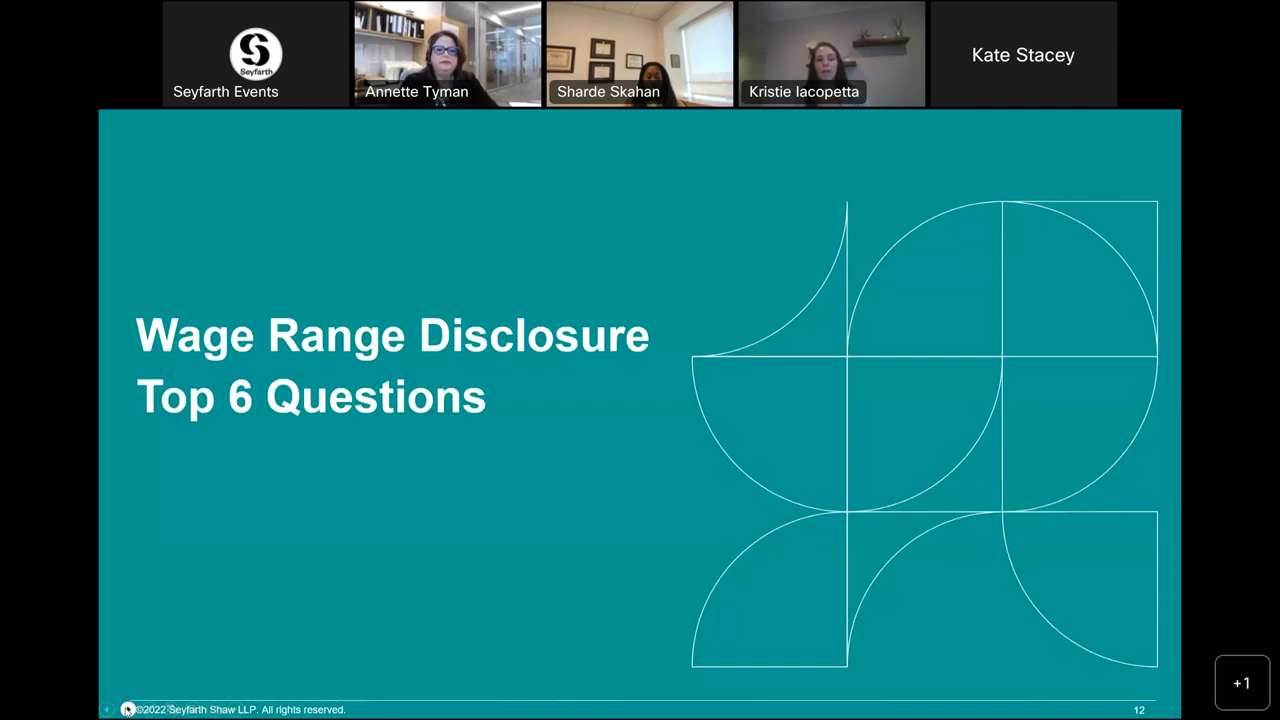 Seyfarth
Seyfarth Events
Annette Tyman
Sharde Skahan
Kristie Iacopetta
Kate Stacey
Wage Range Disclosure
Top 6 Questions
©2022 Seyfarth Shaw LLP. All rights reserved.
12
+1